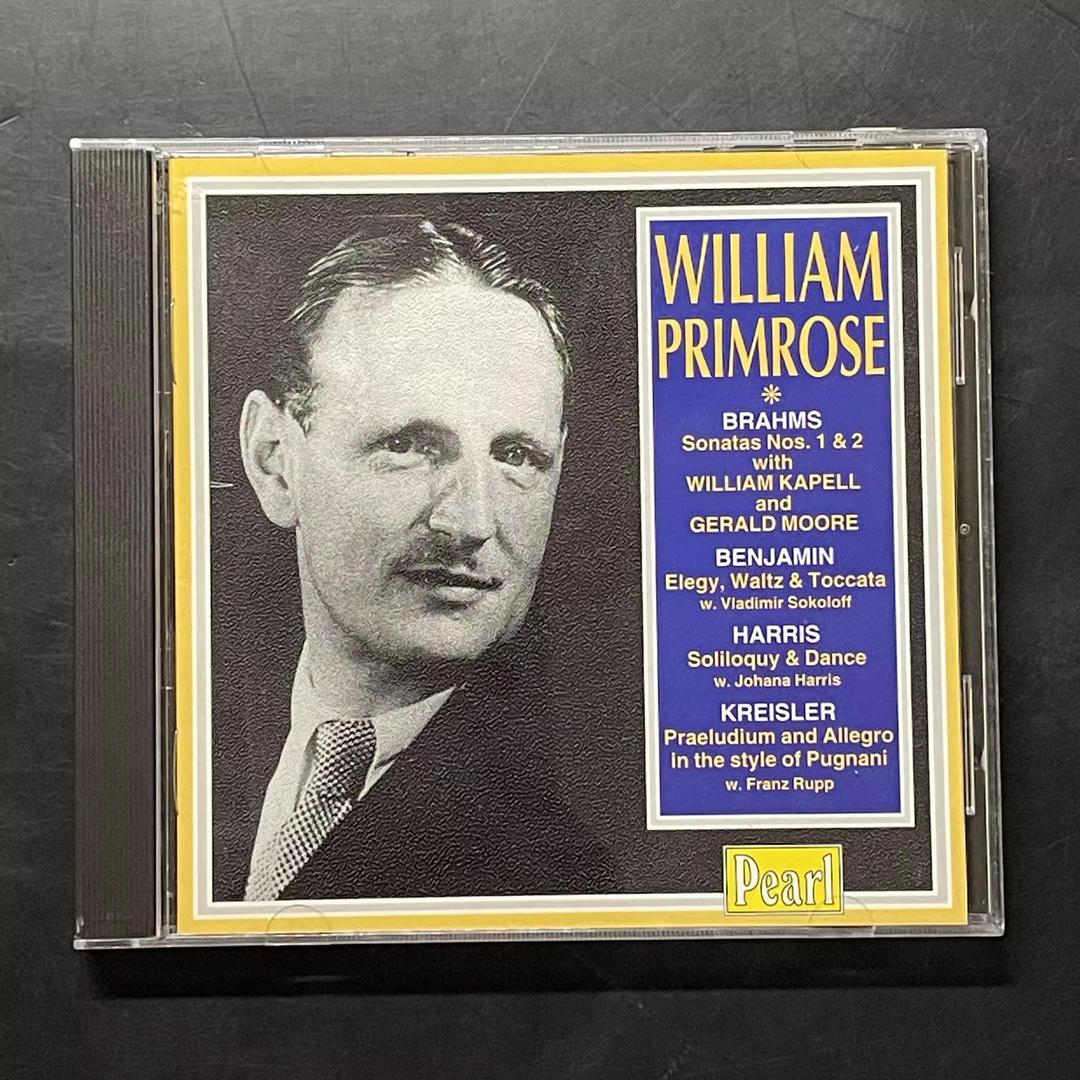 WILLIAM
PRIMROSE
*
BRAHMS
Sonatas Nos. 1 & 2
with
WILLIAM KAPELL
and
GERALD MOORE
BENJAMIN
Elegy, Waltz & Toccata
w. Vladimir Sokoloff
HARRIS
Soliloquy & Dance
w. Johana Harris
KREISLER
Praeludium and Allegro
in the style of Pugnani
w. Franz Rupp
Pearl